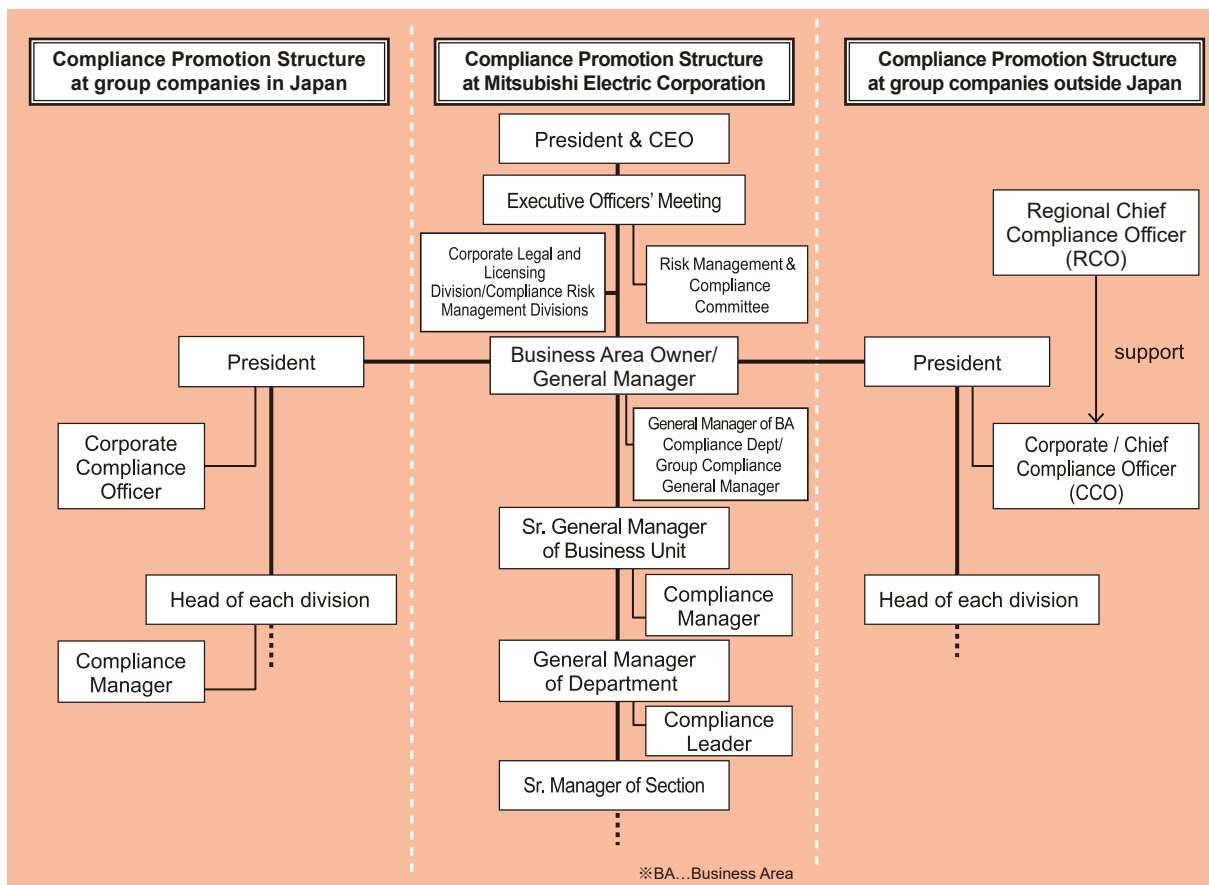 Compliance Promotion Structure
at group companies in Japan
Compliance Promotion Structure
at Mitsubishi Electric Corporation
Compliance Promotion Structure
at group companies outside Japan
President & CEO
Executive Officers' Meeting
Corporate Legal and
Licensing
Division/Compliance Risk
Management Divisions
Risk Management &
Compliance
Committee
Regional Chief
Compliance Officer
(RCO)
support
President
Business Area Owner/
General Manager
President
Corporate
Compliance
Officer
General Manager of BA
Compliance Dept/
Group Compliance
General Manager
Corporate / Chief
Compliance Officer
(CCO)
Sr. General Manager
of Business Unit
Head of each division
Compliance
Manager
Head of each division
Compliance
Manager
General Manager
of Department
Compliance
Leader
Sr. Manager of Section
※BA…Business Area